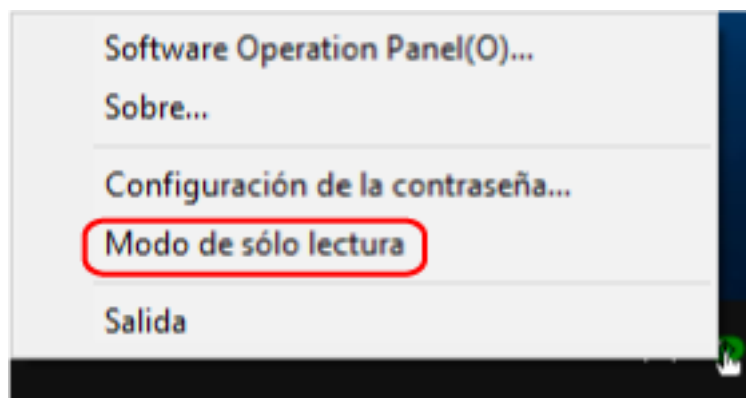 Software Operation Panel(O)...
Sobre...
Configuración de la contraseña...
Modo de sólo lectura
Salida